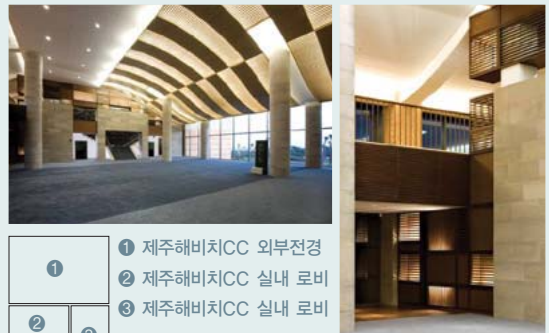 ❶ 제주해비치CC 외부전경
❷ 제주해비치CC 실내 로비
❸ 제주해비치CC 실내 로비
❶
❷
❸